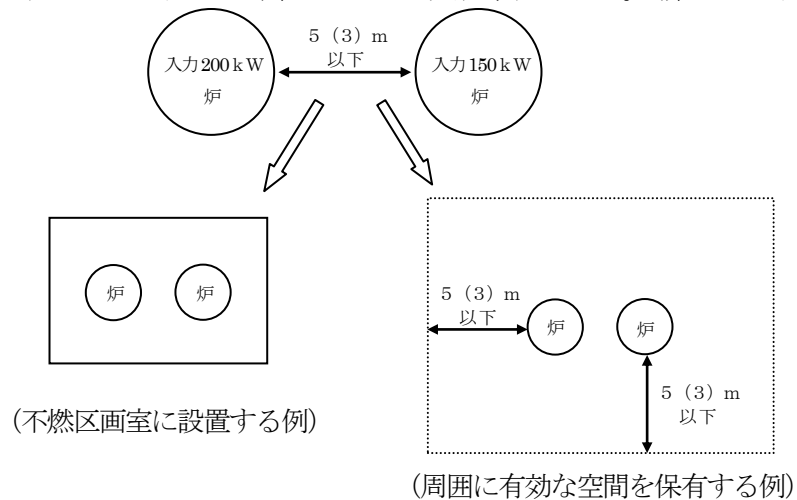 5(3)m
以下
入力200kW
炉
入力150kW
炉
炉
炉
5(3)m
以下
炉
炉
5(3)m
以下
(不燃区画室に設置する例)
(周囲に有効な空間を保有する例)